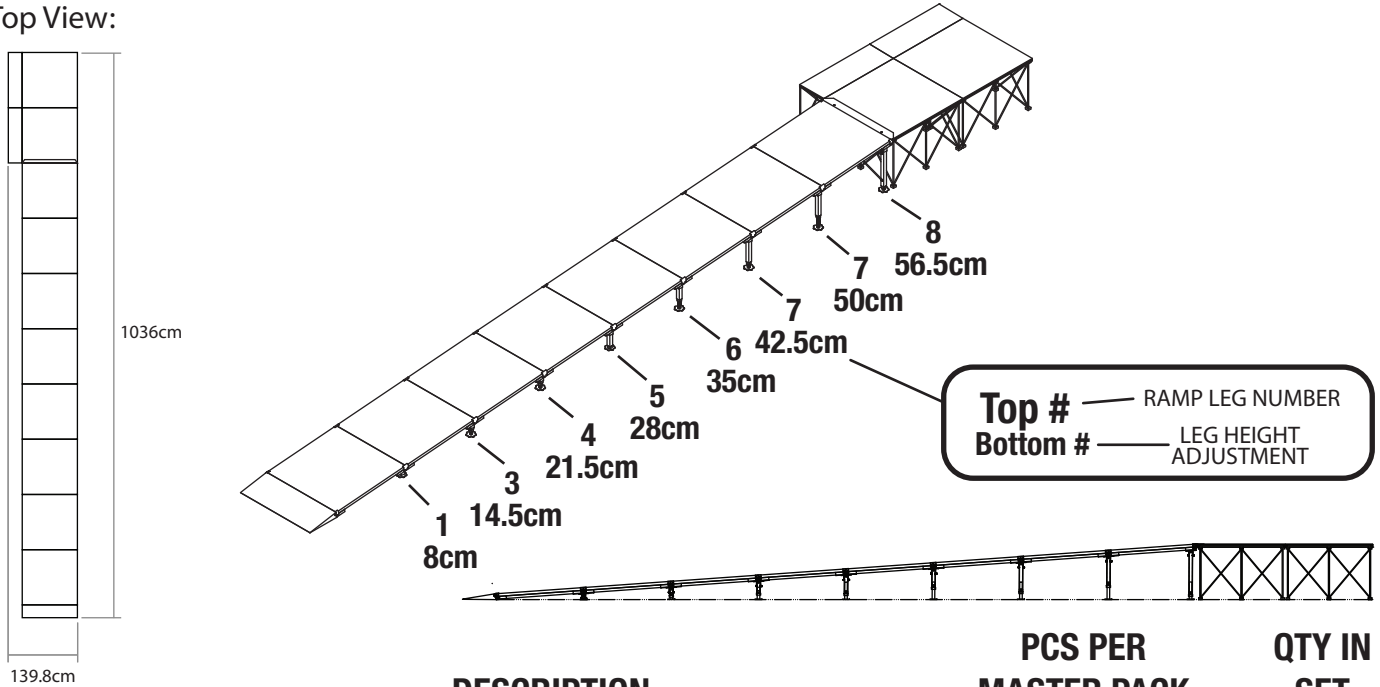 Top View:
1036cm
139.8cm
8
56.5cm
7
50cm
7
42.5cm
6
35cm
5
28cm
4
21.5cm
3
14.5cm
1
8cm
Top #
RAMP LEG NUMBER
Bottom #
LEG HEIGHT
ADJUSTMENT
PCS PER
QTY IN
DESCRIPTION
MASTER PACK
SET